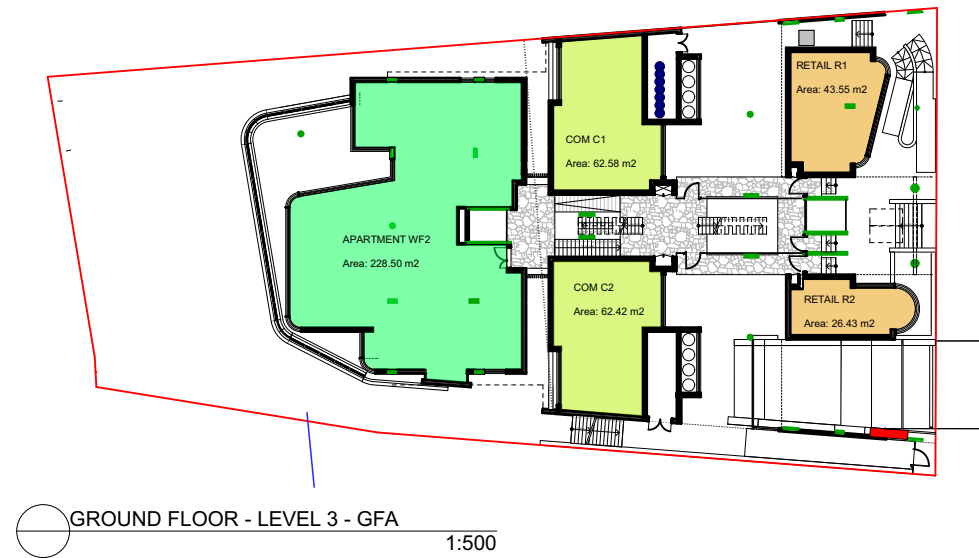 RETAIL R1
Area: 43.55 m2
COM C1
Area: 62.58 m2
APARTMENT WF2
Area: 228.50 m2
COM C2
Area: 62.42 m2
RETAIL R2
Area: 26.43 m2
GROUND FLOOR - LEVEL 3 - GFA
1:500